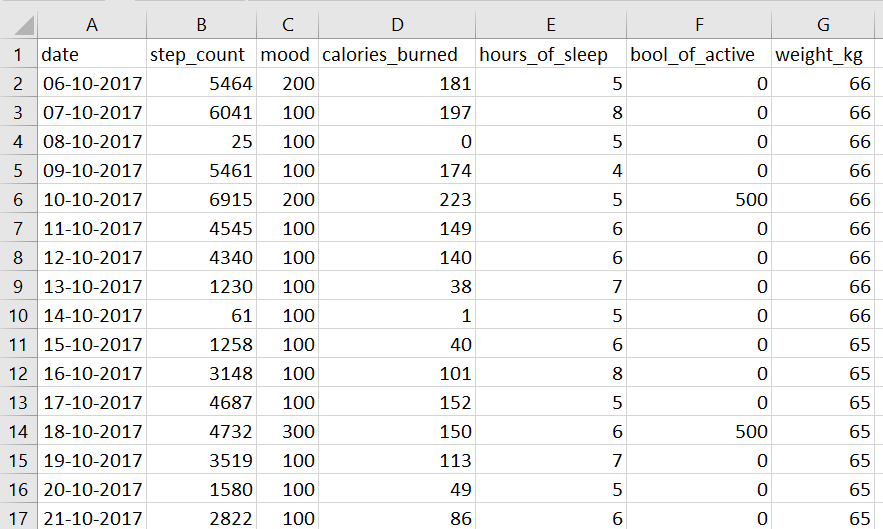 A B C D E F G
1 date step_count mood calories_burned hours_of_sleep bool_of_active weight_kg
2 06-10-2017 5464 200 181 5 0 66
3 07-10-2017 6041 100 197 8 0 66
4 08-10-2017 25 100 0 5 0 66
5 09-10-2017 5461 100 174 4 0 66
6 10-10-2017 6915 200 223 5 500 66
7 11-10-2017 4545 100 149 6 0 66
8 12-10-2017 4340 100 140 6 0 66
9 13-10-2017 1230 100 38 7 0 66
10 14-10-2017 61 100 1 5 0 66
11 15-10-2017 1258 100 40 6 0 65
12 16-10-2017 3148 100 101 8 0 65
13 17-10-2017 4687 100 152 5 0 65
14 18-10-2017 4732 300 150 6 500 65
15 19-10-2017 3519 100 113 7 0 65
16 20-10-2017 1580 100 49 5 0 65
17 21-10-2017 2822 100 86 6 0 65